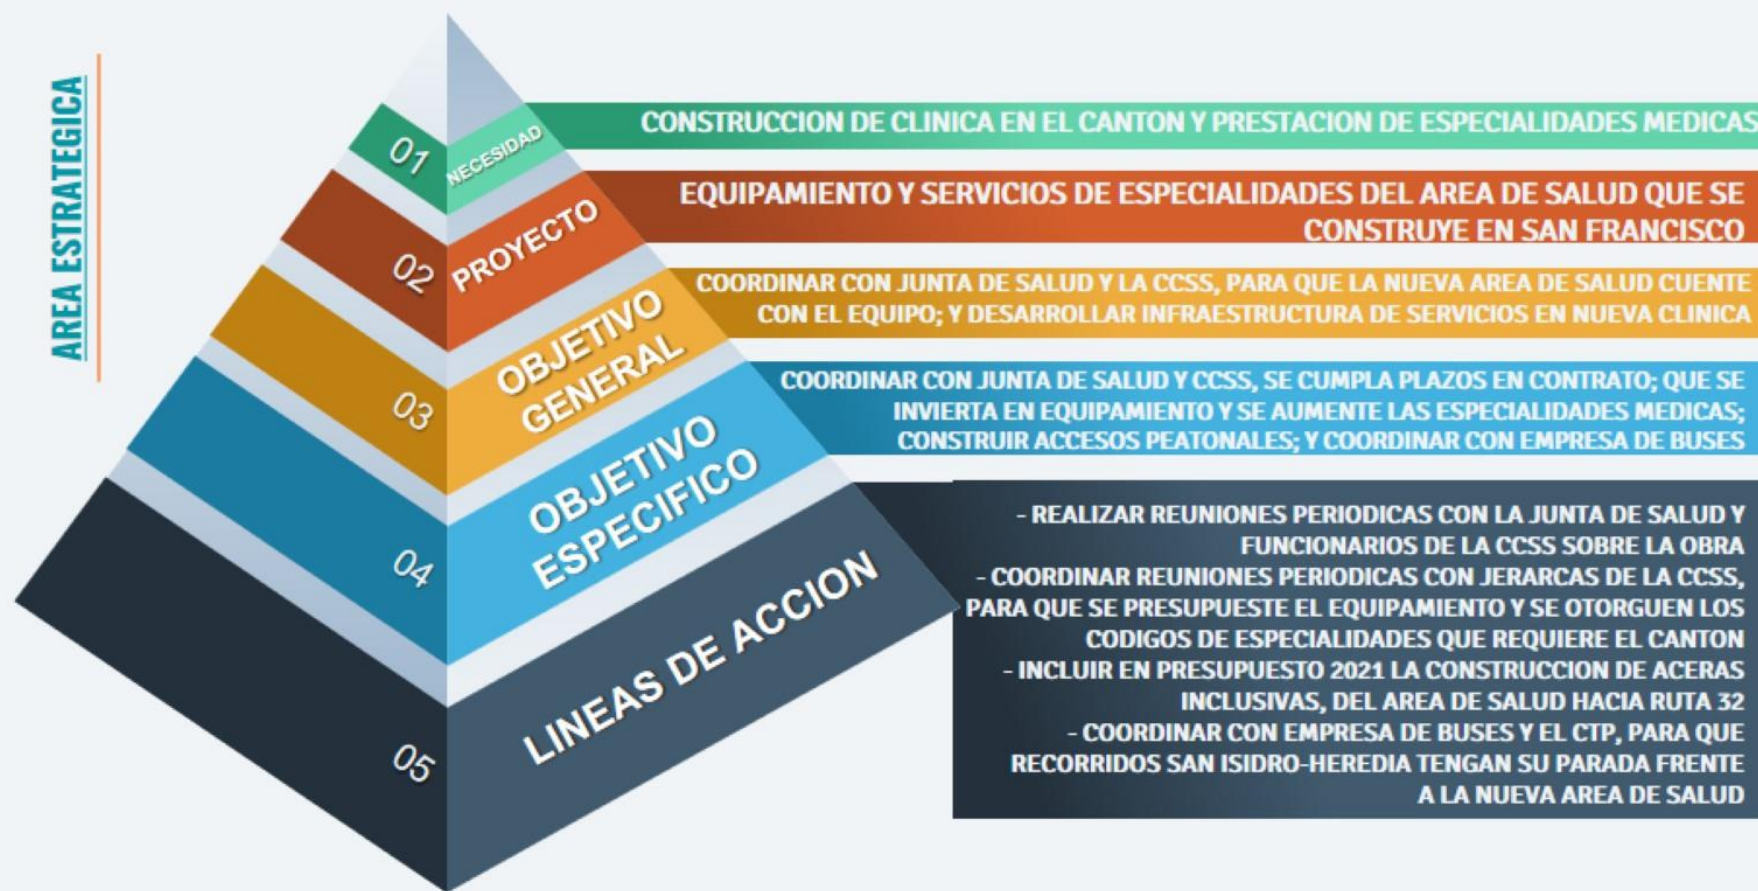 AREA ESTRATEGICA
01
NECESIDAD
CONSTRUCCION DE CLINICA EN EL CANTON Y PRESTACION DE ESPECIALIDADES MEDICAS
02
PROYECTO
EQUIPAMIENTO Y SERVICIOS DE ESPECIALIDADES DEL AREA DE SALUD QUE SE
CONSTRUYE EN SAN FRANCISCO
03
OBJETIVO
GENERAL
COORDINAR CON JUNTA DE SALUD Y LA CCSS, PARA QUE LA NUEVA AREA DE SALUD CUENTE
CON EL EQUIPO; Y DESARROLLAR INFRAESTRUCTURA DE SERVICIOS EN NUEVA CLINICA
04
OBJETIVO
ESPECIFICO
COORDINAR CON JUNTA DE SALUD Y CCSS, SE CUMPLA PLAZOS EN CONTRATO; QUE SE
INVIERTA EN EQUIPAMIENTO Y SE AUMENTE LAS ESPECIALIDADES MEDICAS;
CONSTRUIR ACCESOS PEATONALES; Y COORDINAR CON EMPRESA DE BUSES
05
LINEAS DE ACCION
- REALIZAR REUNIONES PERIODICAS CON LA JUNTA DE SALUD Y
FUNCIONARIOS DE LA CCSS SOBRE LA OBRA
- COORDINAR REUNIONES PERIODICAS CON JERARCAS DE LA CCSS,
PARA QUE SE PRESUPUESTE EL EQUIPAMIENTO Y SE OTORGUEN LOS
CODIGOS DE ESPECIALIDADES QUE REQUIERE EL CANTON
- INCLUIR EN PRESUPUESTO 2021 LA CONSTRUCCION DE ACERAS
INCLUSIVAS, DEL AREA DE SALUD HACIA RUTA 32
- COORDINAR CON EMPRESA DE BUSES Y EL CTP, PARA QUE
RECORRIDOS SAN ISIDRO-HEREDIA TENGAN SU PARADA FRENTE
A LA NUEVA AREA DE SALUD